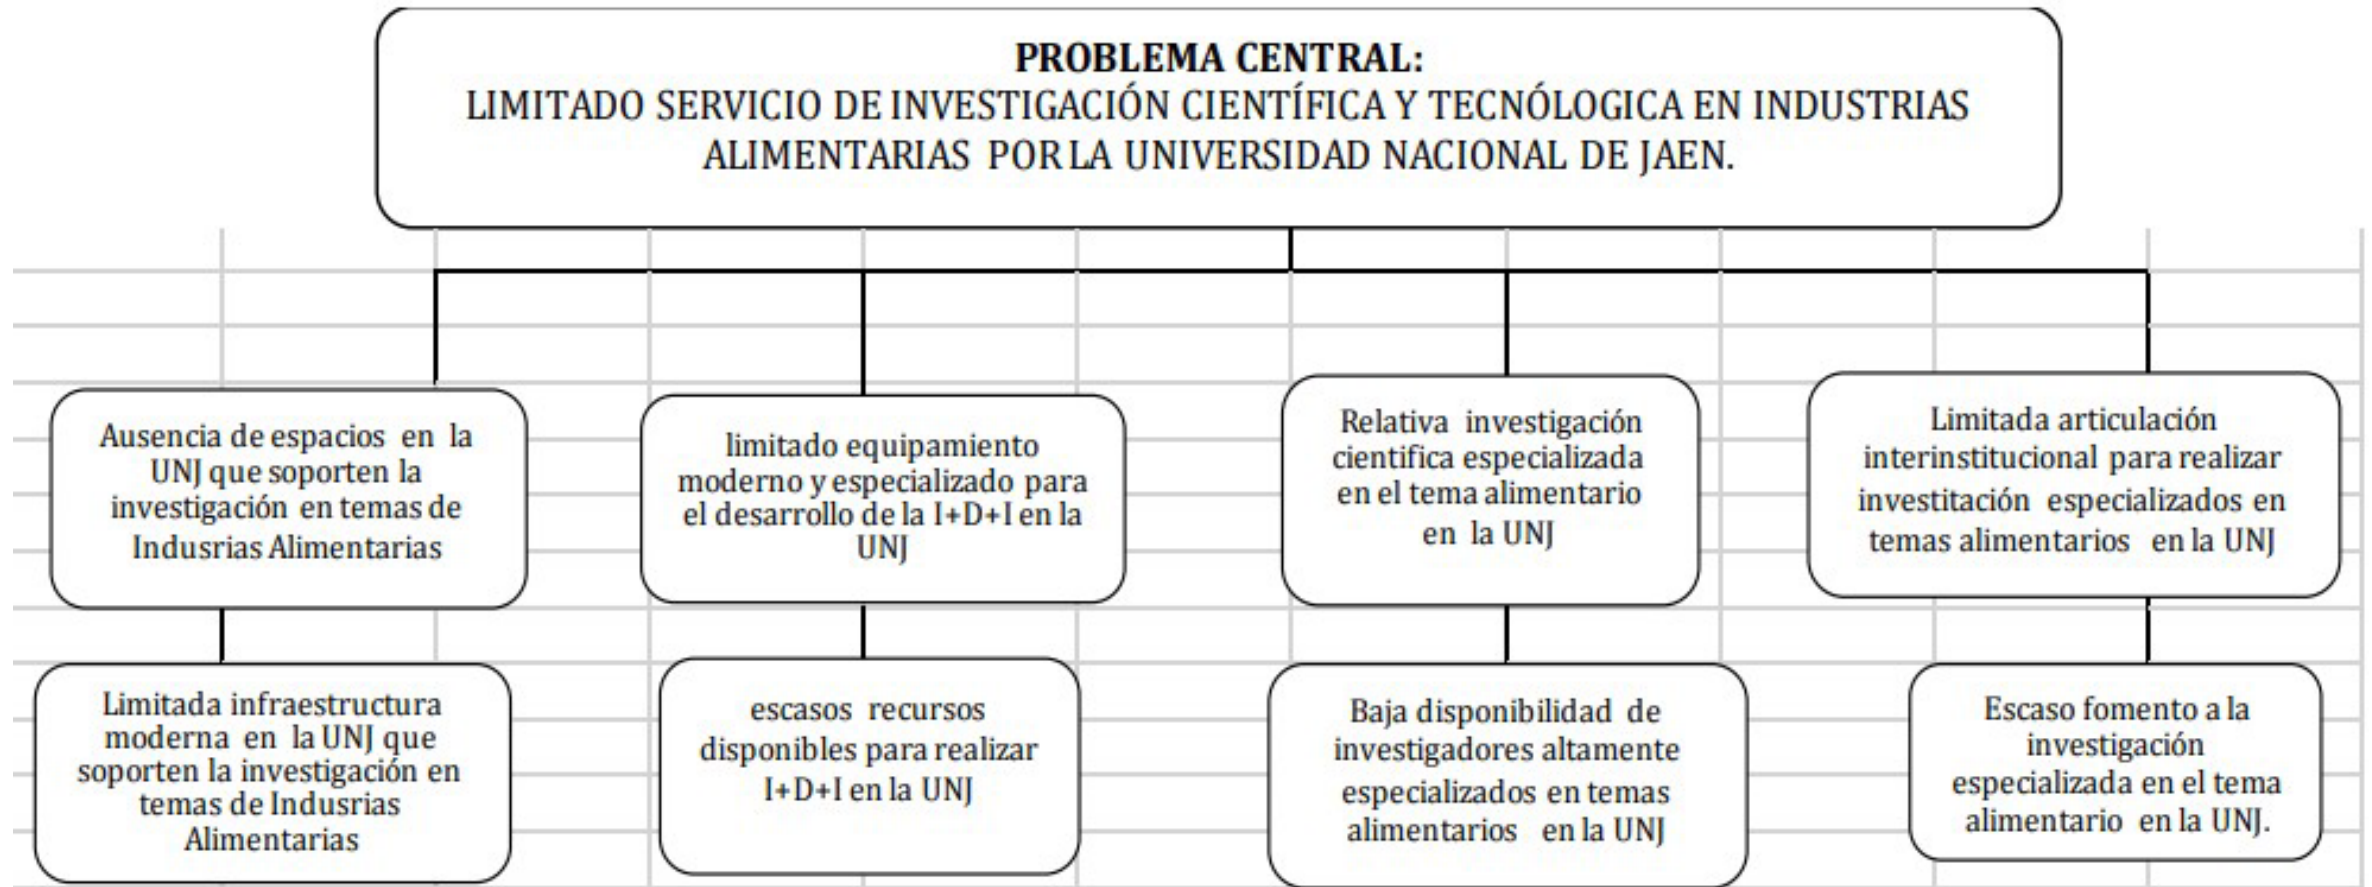 PROBLEMA CENTRAL:
LIMITADO SERVICIO DE INVESTIGACIÓN CIENTÍFICA Y TECNÓLOGICA EN INDUSTRIAS
ALIMENTARIAS POR LA UNIVERSIDAD NACIONAL DE JAEN.
Ausencia de espacios en la
UNJ que soporten la
investigación en temas de
Indusrias Alimentarias
limitado equipamiento
moderno y especializado para
el desarrollo de la I+D+I en la
UNJ
Relativa investigación
cientifica especializada
en el tema alimentario
en la UNJ
Limitada articulación
interinstitucional para realizar
investitación especializados en
temas alimentarios en la UNJ
Limitada infraestructura
moderna en la UNJ que
soporten la investigación en
temas de Indusrias
Alimentarias
escasos recursos
disponibles para realizar
I+D+I en la UNJ
Baja disponibilidad de
investigadores altamente
especializados en temas
alimentarios en la UNJ
Escaso fomento a la
investigación
especializada en el tema
alimentario en la UNJ.